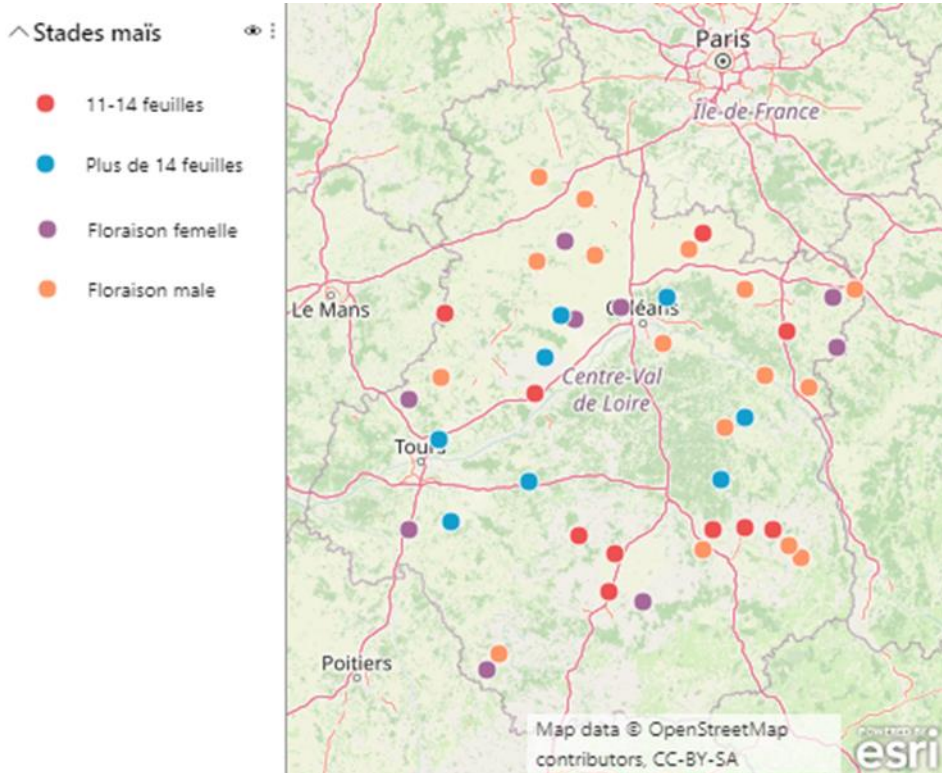 Stades maïs
11-14 feuilles
Plus de 14 feuilles
Floraison femelle
Floraison male
Paris
Île-de-France
Le Mans
Orléans
Centre-Val
de Loire
Tours
Poitiers
Map data © OpenStreetMap
contributors, CC-BY-SA
POWERED BY
esri